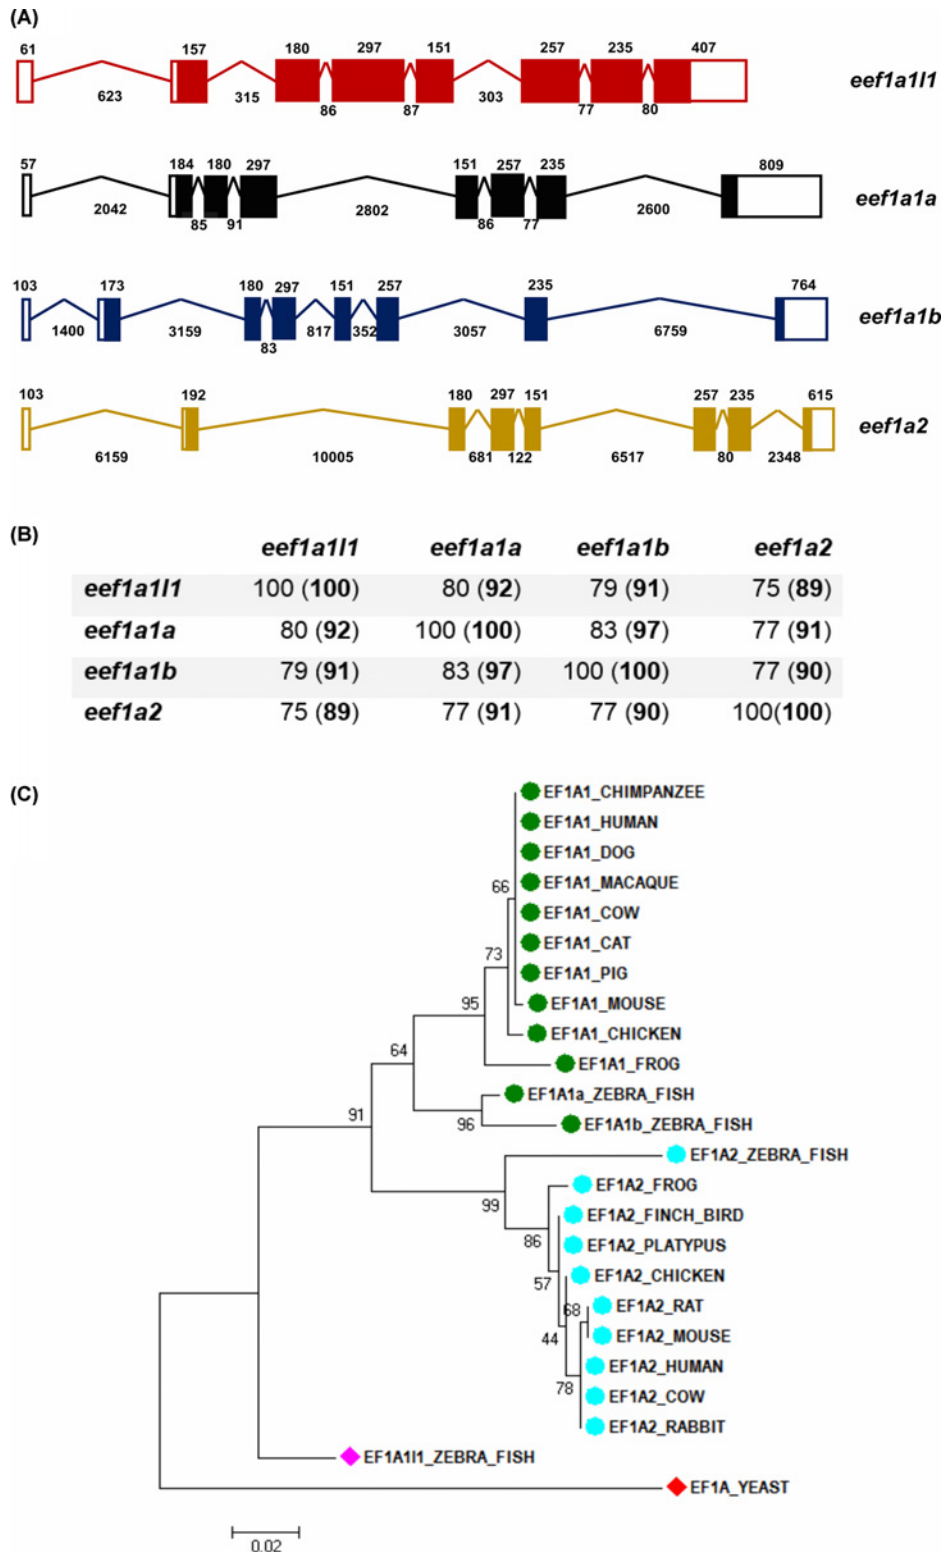 (A)
61 157 180 297 151 257 235 407
eef1a1l1
623 315 86 87 303 77 80
57 184 180 297 151 257 235 809
eef1a1a
2042 85 91 2802 86 77 2600
103 173 180 297 151 257 235 764
eef1a1b
1400 3159 83 817 352 3057 6759
103 192 180 297 151 257 235 615
eef1a2
6159 10005 681 122 6517 80 2348
(B)
eef1a1l1 eef1a1a eef1a1b eef1a2
eef1a1l1 100 (100) 80 (92) 79 (91) 75 (89)
eef1a1a 80 (92) 100 (100) 83 (97) 77 (91)
eef1a1b 79 (91) 83 (97) 100 (100) 77 (90)
eef1a2 75 (89) 77 (91) 77 (90) 100(100)
(C)
EF1A1_CHIMPANZEE
EF1A1_HUMAN
EF1A1_DOG
66 EF1A1_MACAQUE
EF1A1_COW
73 EF1A1_CAT
EF1A1_PIG
95 EF1A1_MOUSE
EF1A1_CHICKEN
64 EF1A1_FROG
EF1A1a_ZEBRA_FISH
91 96 EF1A1b_ZEBRA_FISH
EF1A2_ZEBRA_FISH
EF1A2_FROG
99 EF1A2_FINCH_BIRD
86 EF1A2_PLATYPUS
57 EF1A2_CHICKEN
68 EF1A2_RAT
44 EF1A2_MOUSE
EF1A2_HUMAN
78 EF1A2_COW
EF1A2_RABBIT
EF1A1l1_ZEBRA_FISH
EF1A_YEAST
0.02